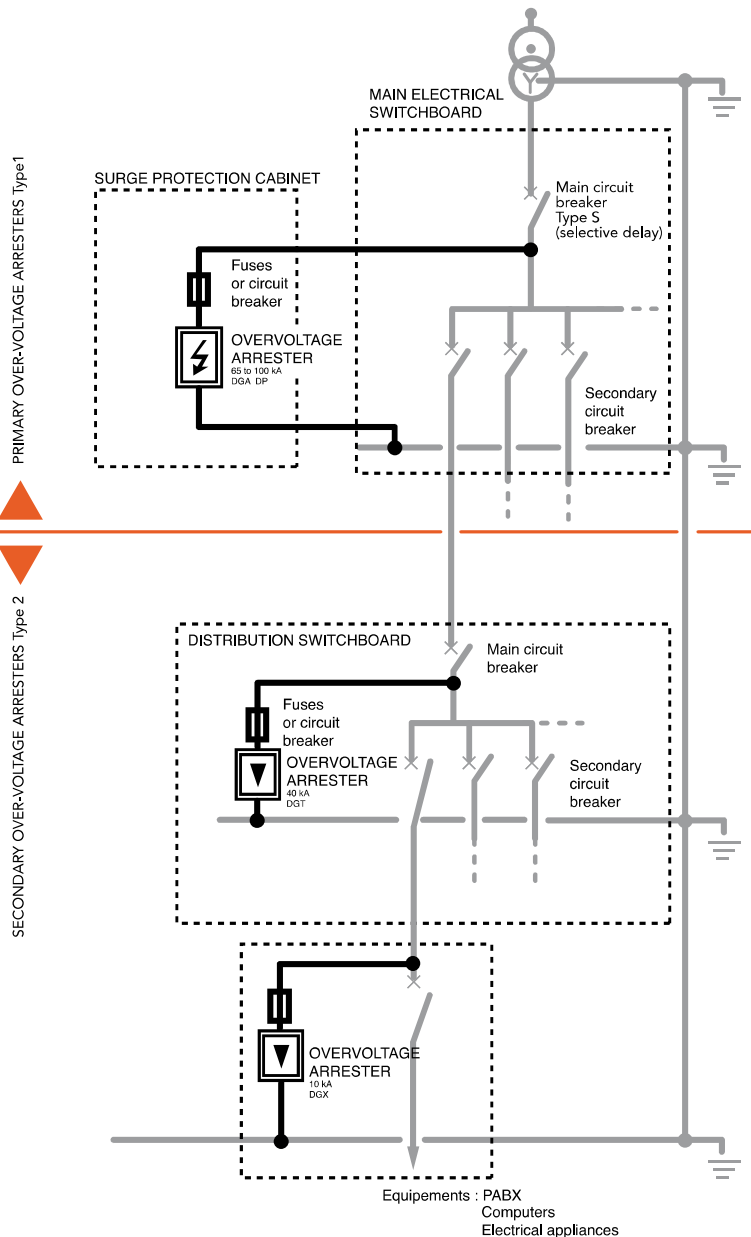 MAIN ELECTRICAL
SWITCHBOARD
PRIMARY OVER-VOLTAGE ARRESTERS Type1
SURGE PROTECTION CABINET
Main circuit
breaker
Type S
(selective delay)
Fuses
or circuit
breaker
OVERVOLTAGE
ARRESTER
65 to 100 kA
DGA DP
Secondary
circuit
breaker
SECONDARY OVER-VOLTAGE ARRESTERS Type 2
DISTRIBUTION SWITCHBOARD
Main circuit
breaker
Fuses
or circuit
breaker
OVERVOLTAGE
ARRESTER
40 kA
DGT
Secondary
circuit
breaker
OVERVOLTAGE
ARRESTER
10 kA
DGX
Equipements : PABX
Computers
Electrical appliances